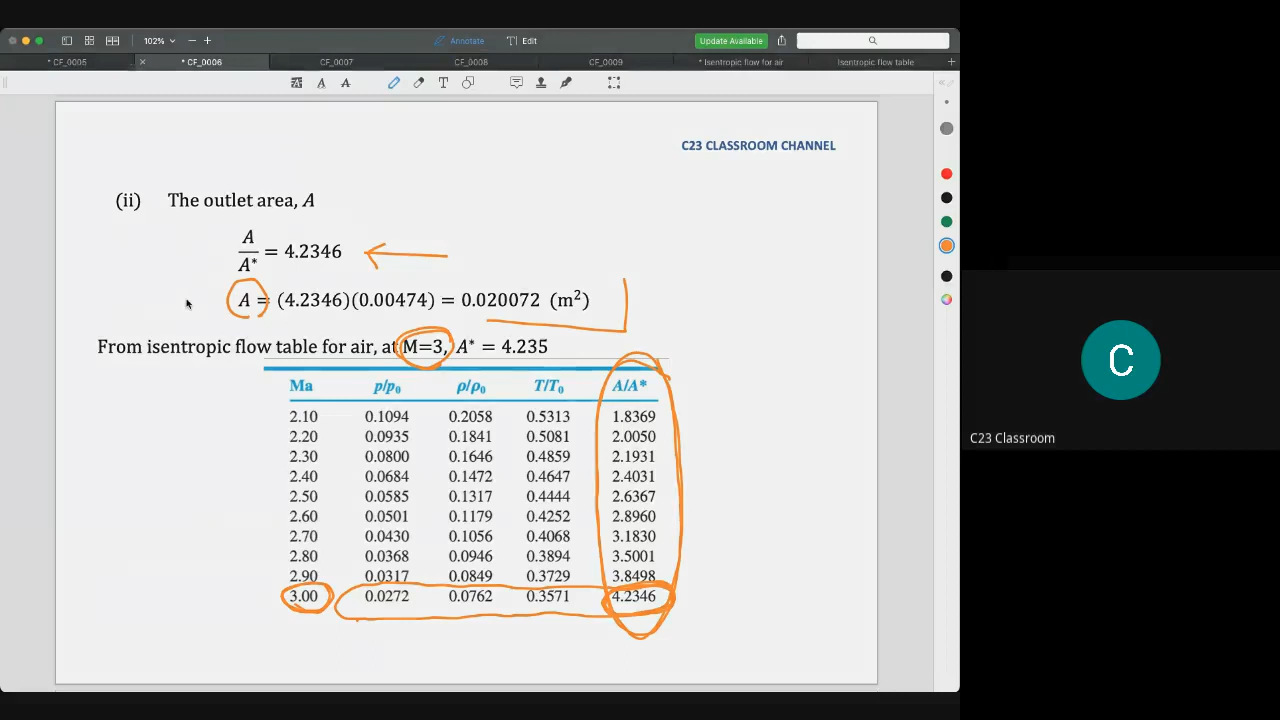 102%
Annotate
Edit
Update Available
* CF_0005
* CF_0006
CF_0007
CF_0008
CF_0009
* Isentropic flow for air
Isentropic flow table
C23 CLASSROOM CHANNEL
(ii) The outlet area, A
A/A* = 4.2346
A = (4.2346)(0.00474) = 0.020072 (m²)
From isentropic flow table for air, at M=3, A* = 4.235
Ma p/p₀ ρ/ρ₀ T/T₀ A/A*
2.10 0.1094 0.2058 0.5313 1.8369
2.20 0.0935 0.1841 0.5081 2.0050
2.30 0.0800 0.1646 0.4859 2.1931
2.40 0.0684 0.1472 0.4647 2.4031
2.50 0.0585 0.1317 0.4444 2.6367
2.60 0.0501 0.1179 0.4252 2.8960
2.70 0.0430 0.1056 0.4068 3.1830
2.80 0.0368 0.0946 0.3894 3.5001
2.90 0.0317 0.0849 0.3729 3.8498
3.00 0.0272 0.0762 0.3571 4.2346
C
C23 Classroom